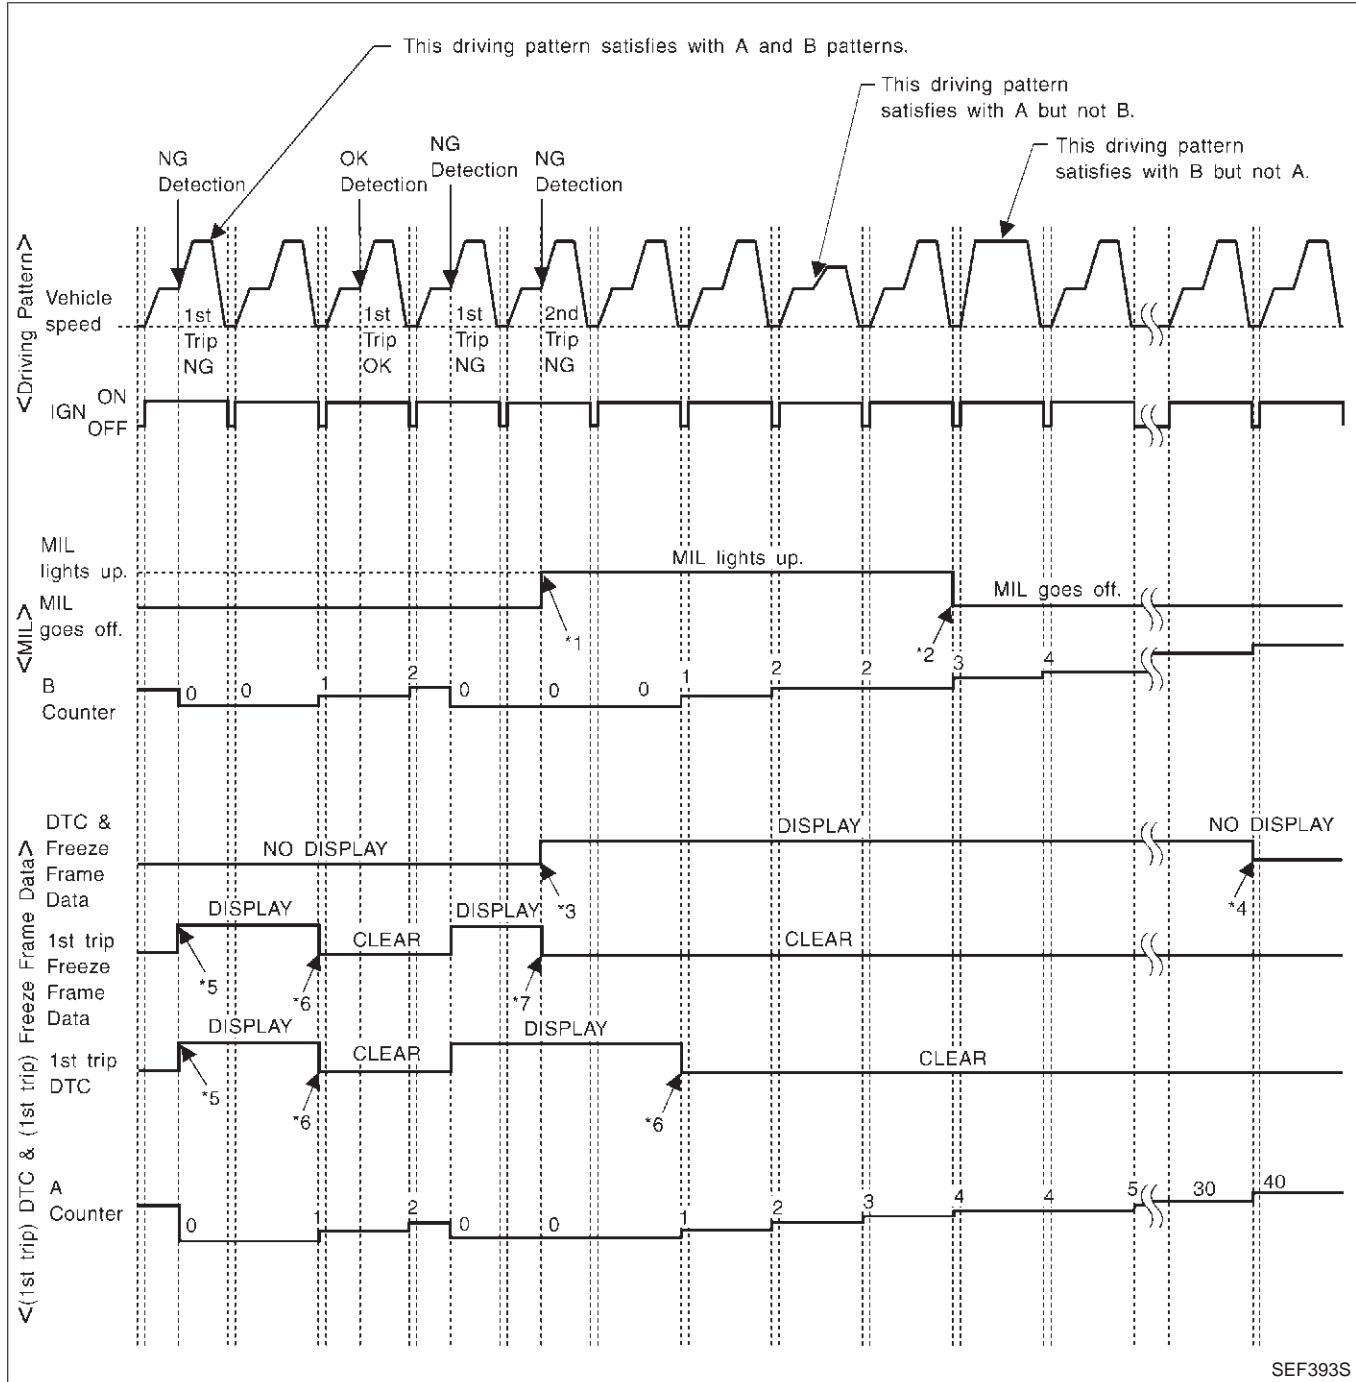 This driving pattern satisfies with A and B patterns.
This driving pattern
satisfies with A but not B.
This driving pattern
satisfies with B but not A.
NG
Detection
OK
Detection
NG
Detection
NG
Detection
<Driving Pattern>
Vehicle
speed
1st
Trip
NG
1st
Trip
OK
1st
Trip
NG
2nd
Trip
NG
IGN
ON
OFF
<MIL>
MIL
lights up.
MIL lights up.
MIL
goes off.
MIL goes off.
*1
*2
B
Counter
0 0 1 2 0 0 0 1 2 2 3 4
<(1st trip) DTC & (1st trip) Freeze Frame Data>
DTC &
Freeze
Frame
Data
NO DISPLAY
DISPLAY
NO DISPLAY
*3
*4
1st trip
Freeze
Frame
Data
DISPLAY
CLEAR
DISPLAY
CLEAR
*5
*6
*7
1st trip
DTC
DISPLAY
CLEAR
DISPLAY
CLEAR
*5
*6
*6
A
Counter
0 1 2 0 0 1 2 3 4 4 5 30 40
SEF393S